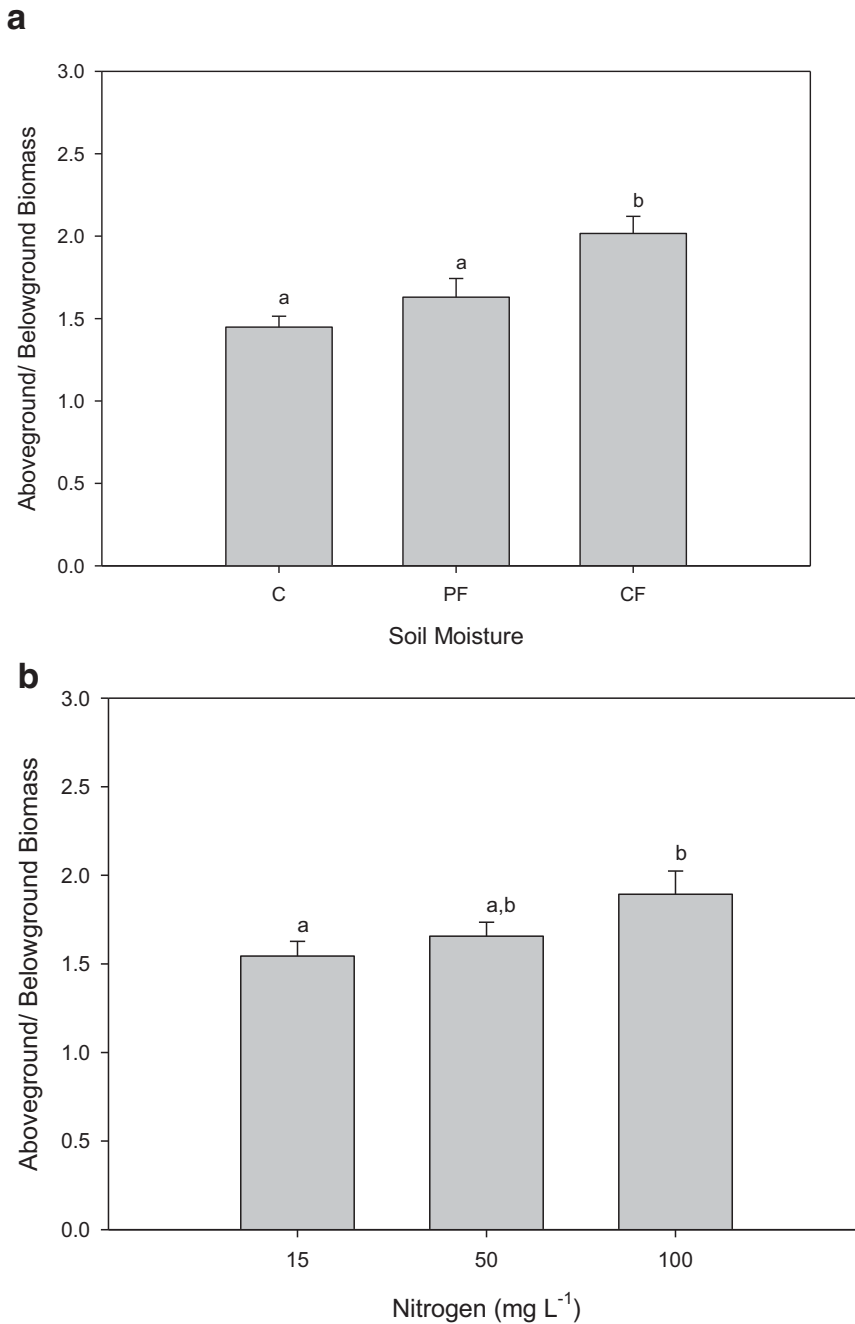 a
3.0
2.5
2.0
1.5
1.0
0.5
0.0
Aboveground/ Belowground Biomass
a
a
b
C PF CF
Soil Moisture
b
3.0
2.5
2.0
1.5
1.0
0.5
0.0
Aboveground/ Belowground Biomass
a
a,b
b
15 50 100
Nitrogen (mg L⁻¹)